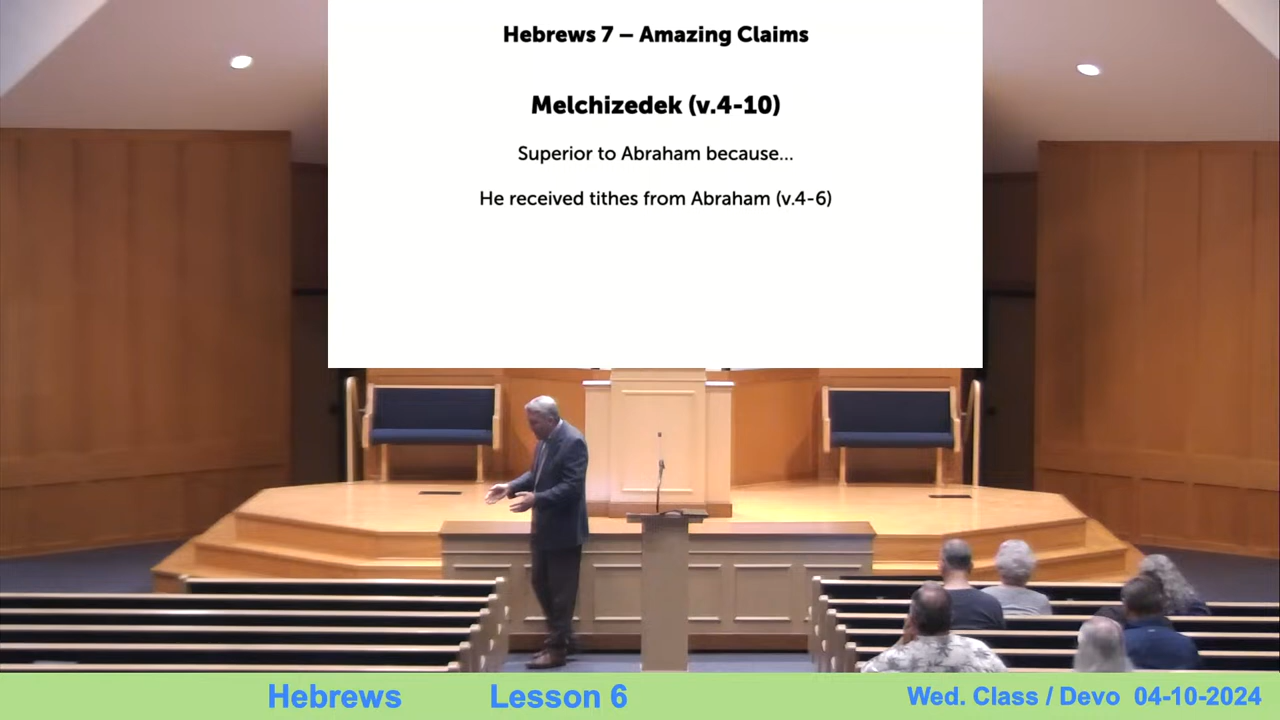 Hebrews 7 – Amazing Claims
Melchizedek (v.4-10)
Superior to Abraham because...
He received tithes from Abraham (v.4-6)
Hebrews Lesson 6 Wed. Class / Devo 04-10-2024